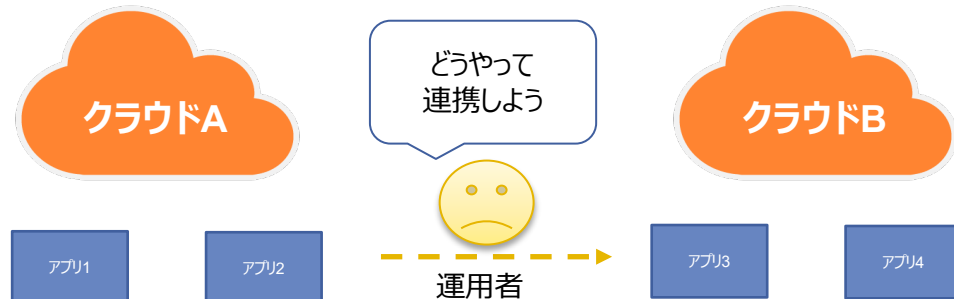 クラウドA
どうやって
連携しよう
クラウドB
アプリ1
アプリ2
運用者
アプリ3
アプリ4